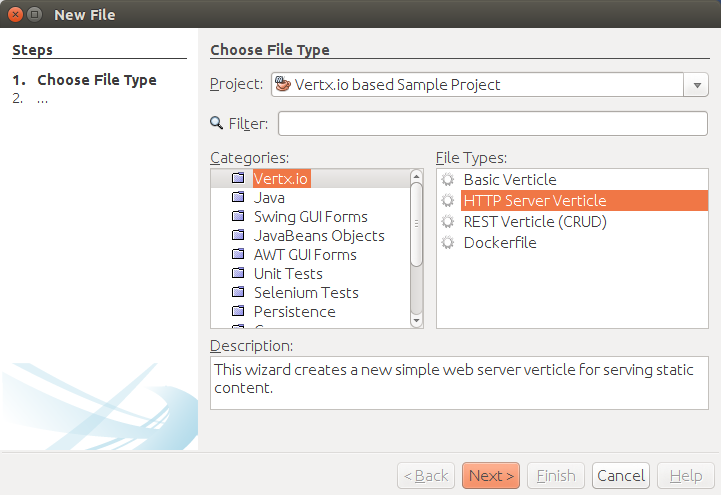 New File
Steps
1. Choose File Type
2. ...
Choose File Type
Project: Vertx.io based Sample Project
Filter:
Categories:
Vertx.io
Java
Swing GUI Forms
JavaBeans Objects
AWT GUI Forms
Unit Tests
Selenium Tests
Persistence
File Types:
Basic Verticle
HTTP Server Verticle
REST Verticle (CRUD)
Dockerfile
Description:
This wizard creates a new simple web server verticle for serving static
content.
< Back Next > Finish Cancel Help